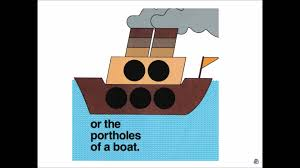 or the
portholes
of a boat.